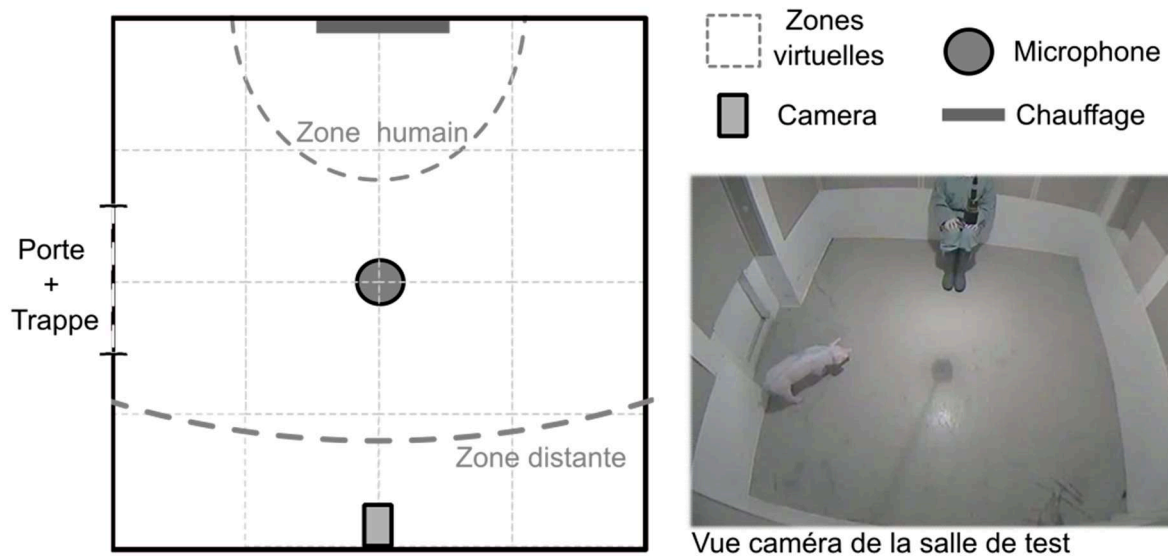 Zone humain
Porte
+
Trappe
Zone distante
Zones
virtuelles
Microphone
Camera
Chauffage
Vue caméra de la salle de test